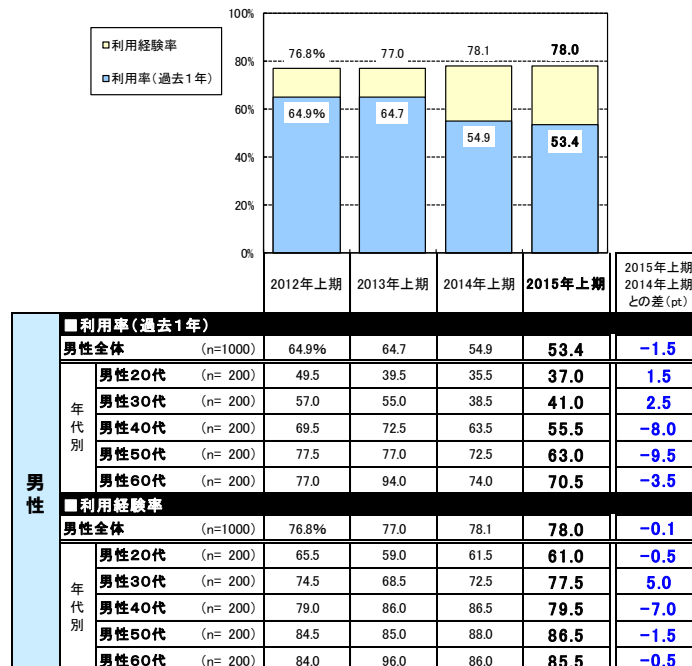 100%
■利用経験率
■利用率(過去1年)
76.8% 77.0 78.1 78.0
80%
64.9% 64.7 54.9 53.4
60%
40%
20%
0%
2012年上期 2013年上期 2014年上期 2015年上期 2015年上期 2014年上期 との差(pt)
男性
■利用率(過去1年)
男性全体 (n=1000) 64.9% 64.7 54.9 53.4 -1.5
年代別
男性20代 (n= 200) 49.5 39.5 35.5 37.0 1.5
男性30代 (n= 200) 57.0 55.0 38.5 41.0 2.5
男性40代 (n= 200) 69.5 72.5 63.5 55.5 -8.0
男性50代 (n= 200) 77.5 77.0 72.5 63.0 -9.5
男性60代 (n= 200) 77.0 94.0 74.0 70.5 -3.5
■利用経験率
男性全体 (n=1000) 76.8% 77.0 78.1 78.0 -0.1
年代別
男性20代 (n= 200) 65.5 59.0 61.5 61.0 -0.5
男性30代 (n= 200) 74.5 68.5 72.5 77.5 5.0
男性40代 (n= 200) 79.0 86.0 86.5 79.5 -7.0
男性50代 (n= 200) 84.5 85.0 88.0 86.5 -1.5
男性60代 (n= 200) 84.0 96.0 86.0 85.5 -0.5